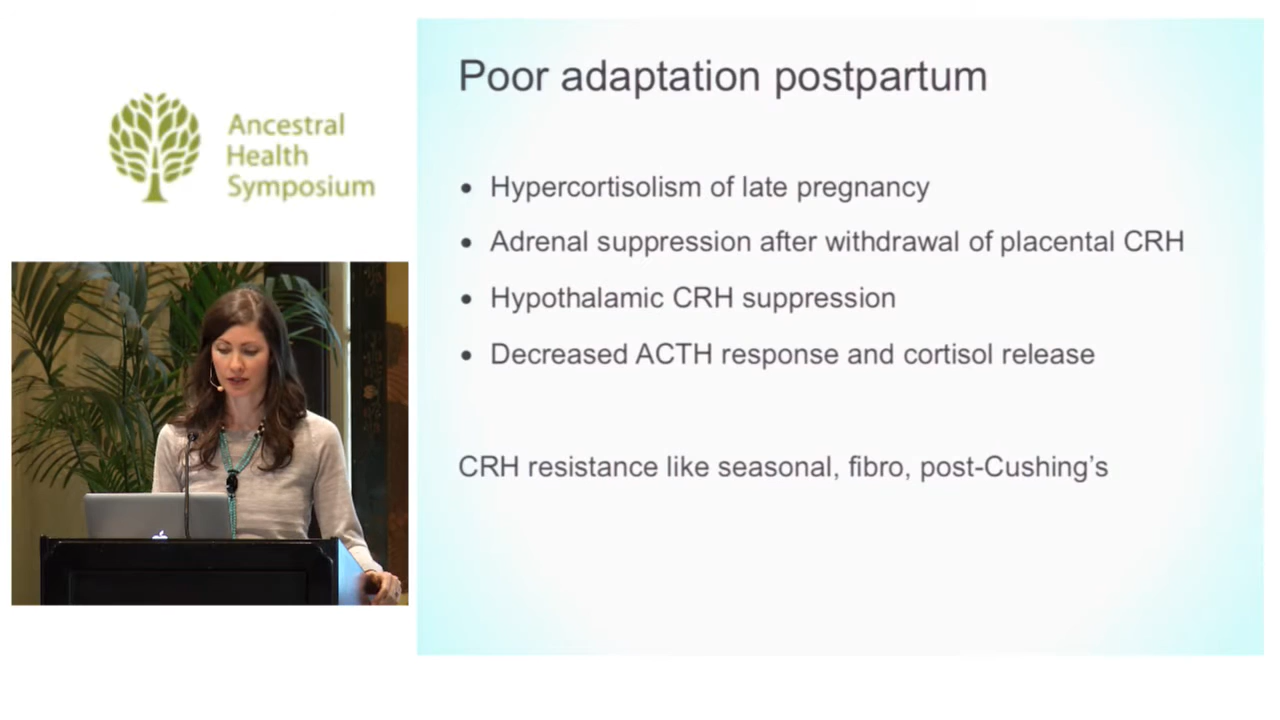 Ancestral
Health
Symposium
Poor adaptation postpartum
• Hypercortisolism of late pregnancy
• Adrenal suppression after withdrawal of placental CRH
• Hypothalamic CRH suppression
• Decreased ACTH response and cortisol release
CRH resistance like seasonal, fibro, post-Cushing's